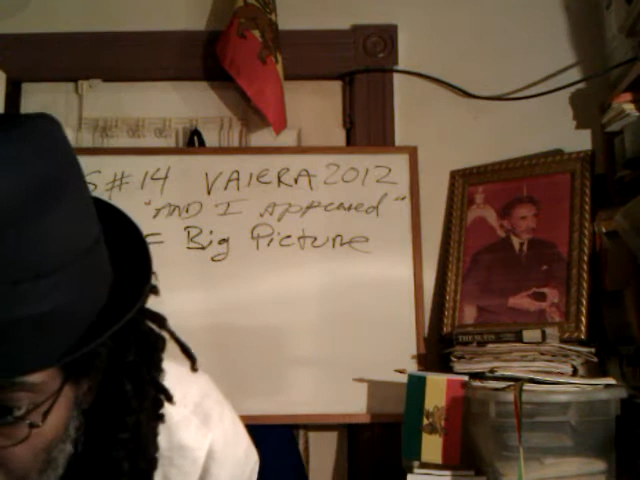 S#14 VAIERA 2012
"AND I Appeared"
= Big Picture